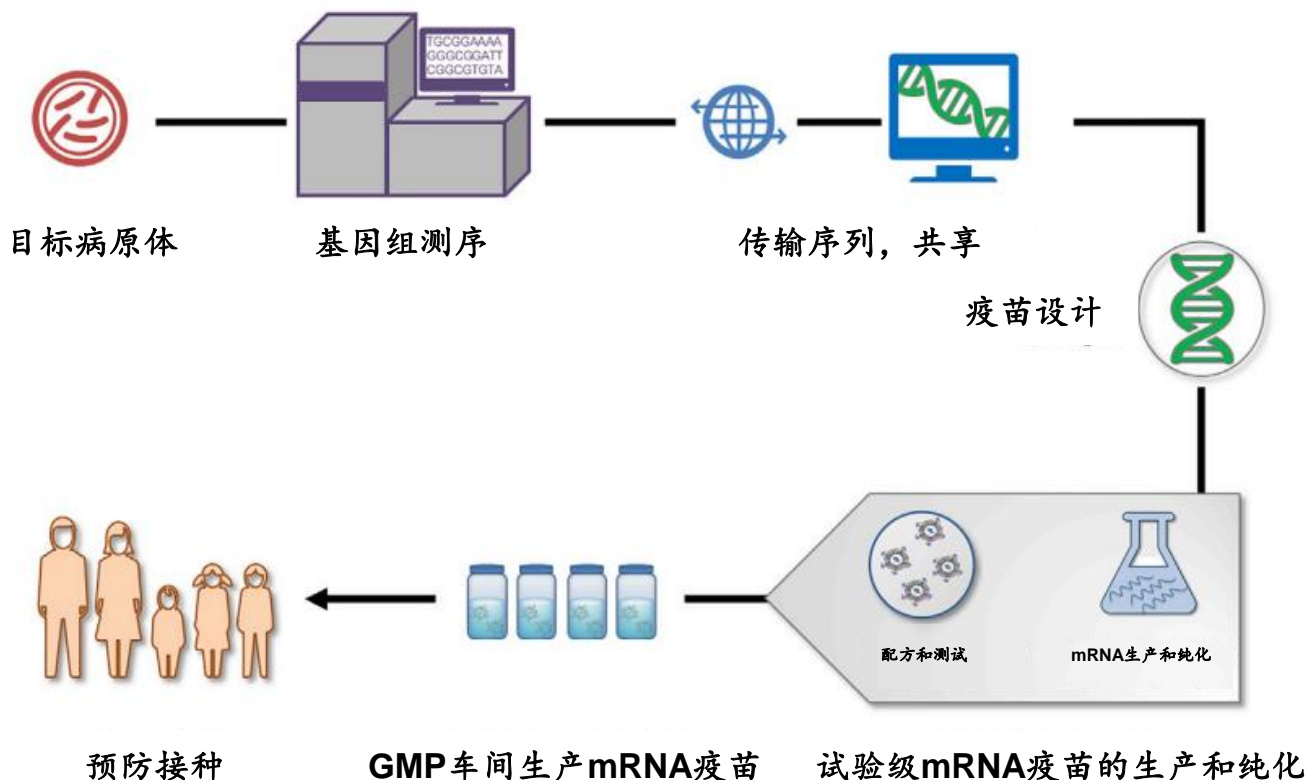 TGCGGAAAA
GGGCGGATT
CGGCGTGTA
目标病原体
基因组测序
传输序列，共享
疫苗设计
配方和测试
mRNA生产和纯化
预防接种
GMP车间生产mRNA疫苗
试验级mRNA疫苗的生产和纯化